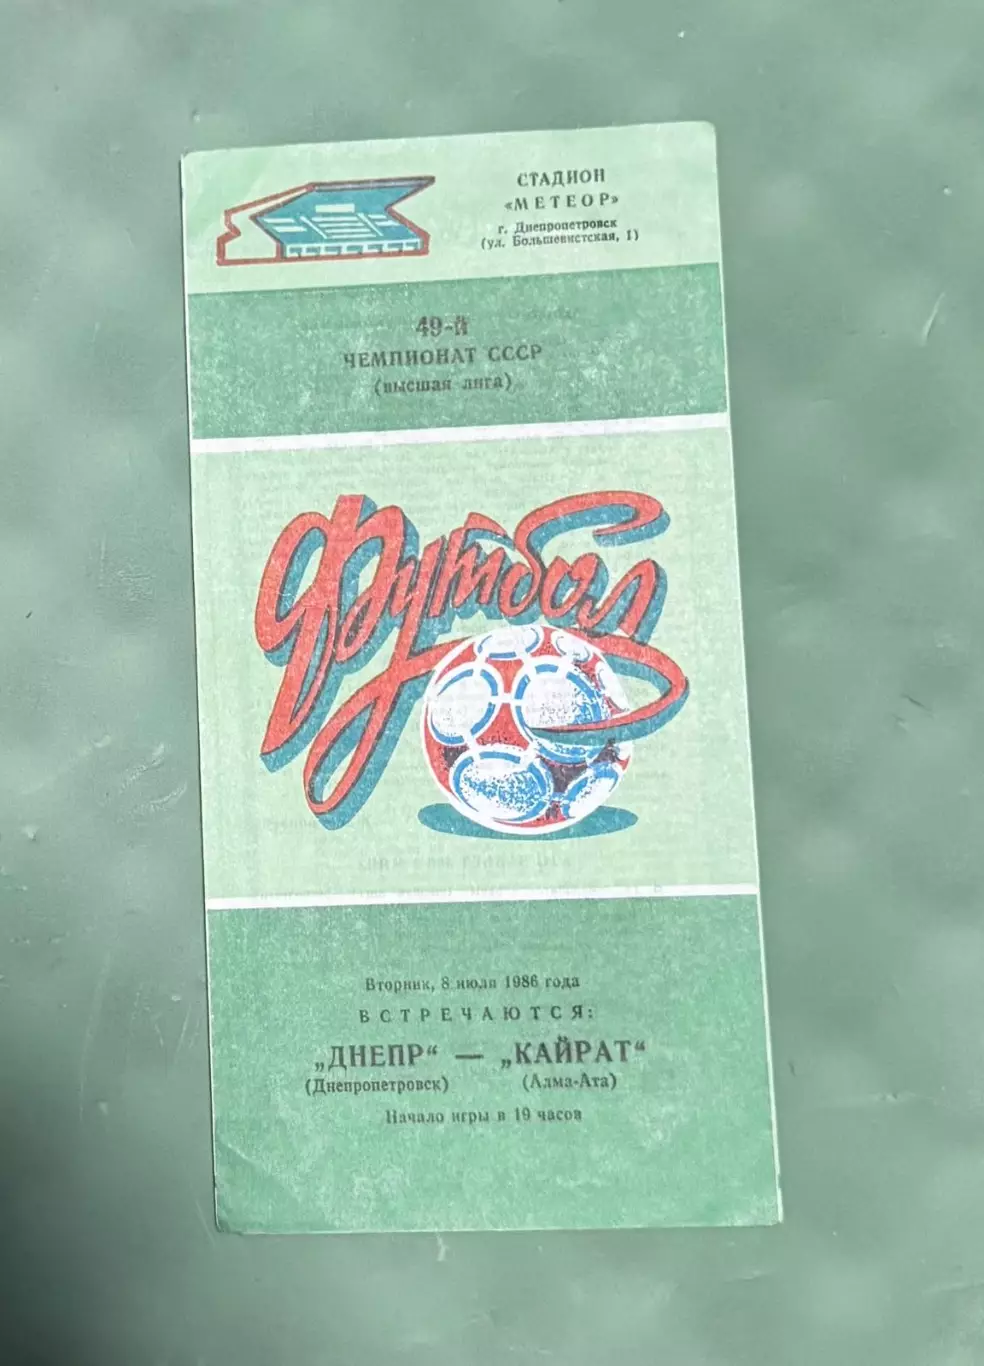 СТАДИОН
«МЕТЕОР»
г. Днепропетровск
(ул. Большевистская, 1)
49-й
ЧЕМПИОНАТ СССР
(высшая лига)
Футбол
Вторник, 8 июля 1986 года
ВСТРЕЧАЮТСЯ:
„ДНЕПР“ — „КАЙРАТ“
(Днепропетровск) (Алма-Ата)
Начало игры в 19 часов